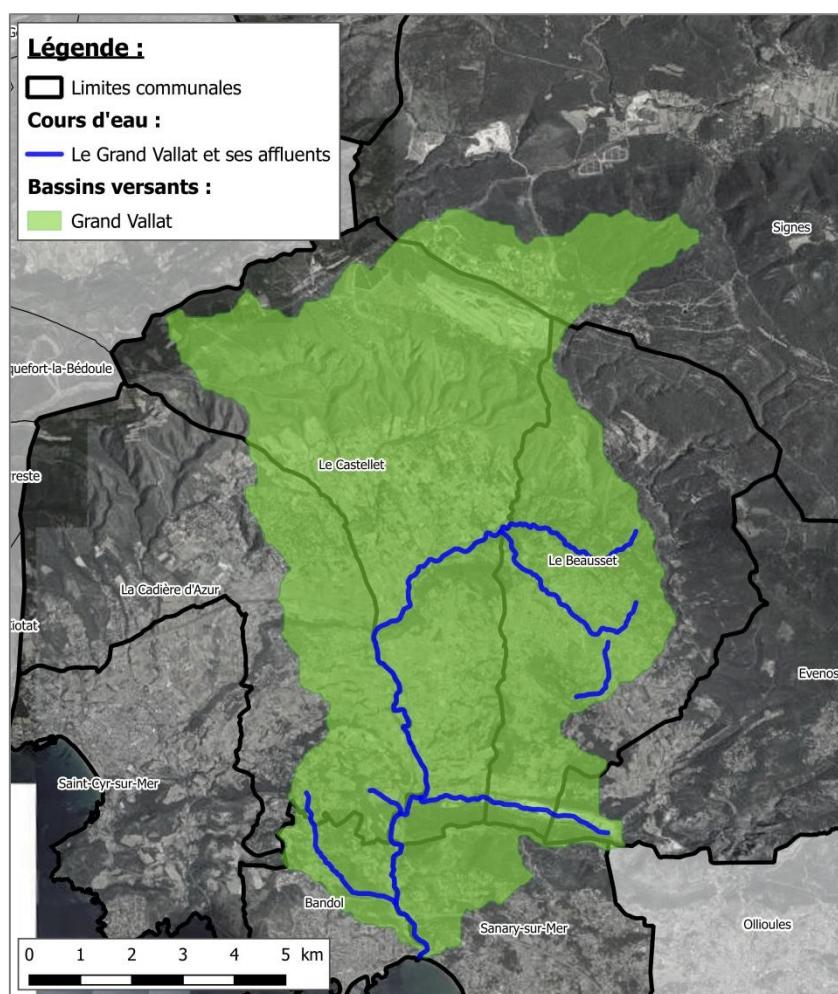 Légende :
Limites communales
Cours d'eau :
Le Grand Vallat et ses affluents
Bassins versants :
Grand Vallat
Signes
quefort-la-Bédoule
Le Castellet
reste
Le Beausset
La Cadière d'Azur
Evenos
Saint-Cyr-sur-Mer
Bandol
Sanary-sur-Mer
Ollioules
0 1 2 3 4 5 km